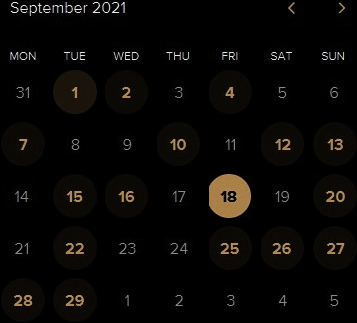 September 2021
MON TUE WED THU FRI SAT SUN
31 1 2 3 4 5 6
7 8 9 10 11 12 13
14 15 16 17 18 19 20
21 22 23 24 25 26 27
28 29 1 2 3 4 5